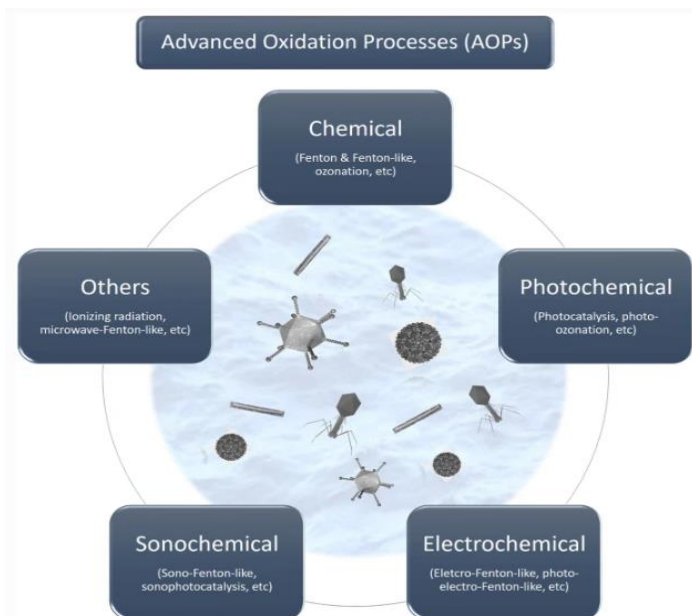 Advanced Oxidation Processes (AOPs)
Chemical
(Fenton & Fenton-like,
ozonation, etc)
Others
(Ionizing radiation,
microwave-Fenton-like, etc)
Photochemical
(Photocatalysis, photo-
ozonation, etc)
Sonochemical
(Sono-Fenton-like,
sonophotocatalysis, etc)
Electrochemical
(Eletcro-Fenton-like, photo-
electro-Fenton-like, etc)